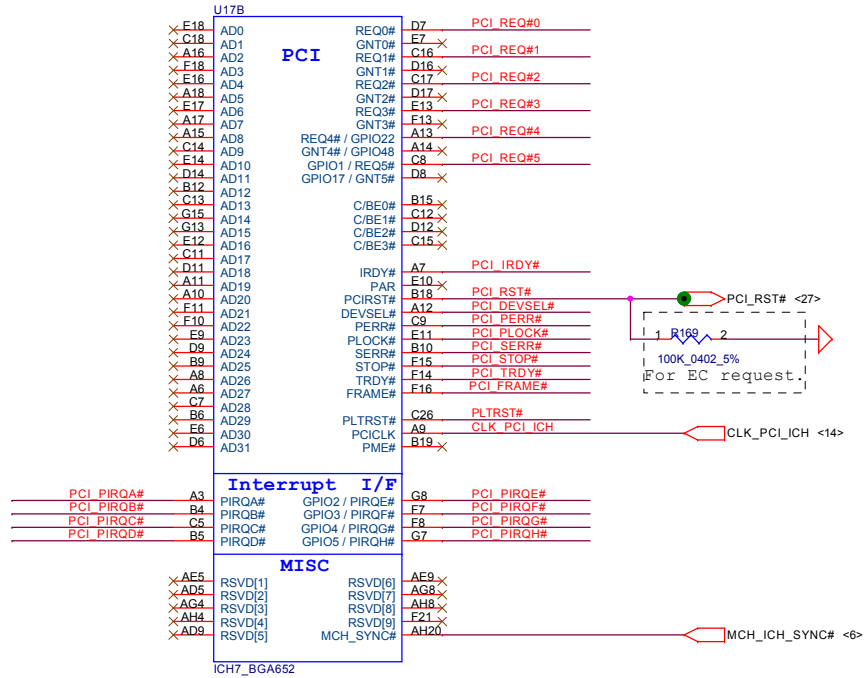 U17B
PCI
E18 AD0 REQ0# D7 PCI_REQ#0
C18 AD1 GNT0# E7
A16 AD2 REQ1# C16 PCI_REQ#1
F18 AD3 GNT1# D16
E16 AD4 REQ2# C17 PCI_REQ#2
A18 AD5 GNT2# D17
E17 AD6 REQ3# E13 PCI_REQ#3
A17 AD7 GNT3# F13
A15 AD8 REQ4# / GPIO22 A13 PCI_REQ#4
C14 AD9 GNT4# / GPIO48 A14
E14 AD10 GPIO1 / REQ5# C8 PCI_REQ#5
D14 AD11 GPIO17 / GNT5# D8
B12 AD12
C13 AD13 C/BE0# B15
G15 AD14 C/BE1# C12
G13 AD15 C/BE2# D12
E12 AD16 C/BE3# C15
C11 AD17
D11 AD18 IRDY# A7 PCI_IRDY#
A11 AD19 PAR E10
A10 AD20 PCIRST# B18 PCI_RST# PCI_RST# <27>
F11 AD21 DEVSEL# A12 PCI_DEVSEL#
F10 AD22 PERR# C9 PCI_PERR#
E9 AD23 PLOCK# E11 PCI_PLOCK# 1 R169 2
D9 AD24 SERR# B10 PCI_SERR#
B9 AD25 STOP# F15 PCI_STOP# 100K_0402_5%
A8 AD26 TRDY# F14 PCI_TRDY# For EC request.
A6 AD27 FRAME# F16 PCI_FRAME#
C7 AD28
B6 AD29 PLTRST# C26 PLTRST#
E6 AD30 PCICLK A9 CLK_PCI_ICH CLK_PCI_ICH <14>
D6 AD31 PME# B19
Interrupt I/F
PCI_PIRQA# A3 PIRQA# GPIO2 / PIRQE# G8 PCI_PIRQE#
PCI_PIRQB# B4 PIRQB# GPIO3 / PIRQF# F7 PCI_PIRQF#
PCI_PIRQC# C5 PIRQC# GPIO4 / PIRQG# F8 PCI_PIRQG#
PCI_PIRQD# B5 PIRQD# GPIO5 / PIRQH# G7 PCI_PIRQH#
MISC
AE5 RSVD[1] RSVD[6] AE9
AD5 RSVD[2] RSVD[7] AG8
AG4 RSVD[3] RSVD[8] AH8
AH4 RSVD[4] RSVD[9] F21
AD9 RSVD[5] MCH_SYNC# AH20 MCH_ICH_SYNC# <6>
ICH7_BGA652